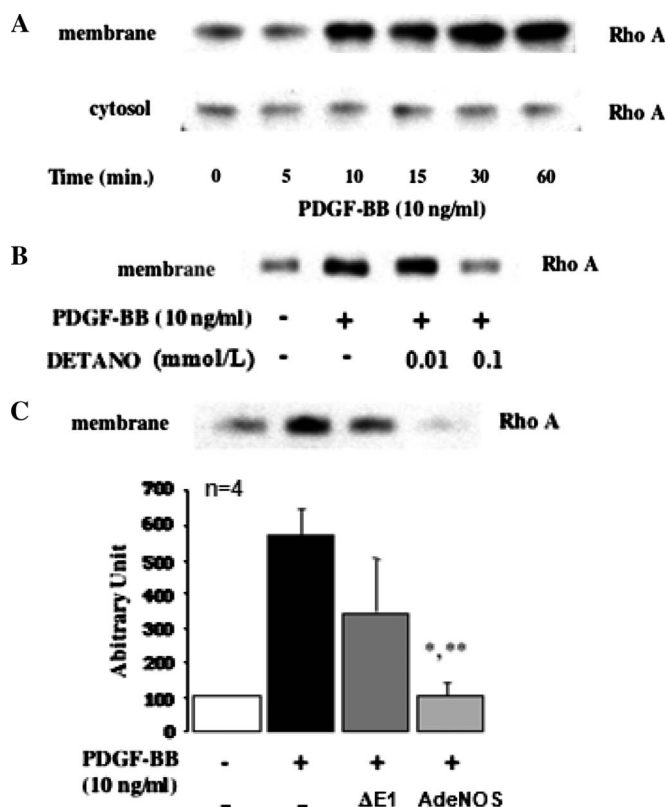 A
membrane Rho A
cytosol Rho A
Time (min.) 0 5 10 15 30 60
PDGF-BB (10 ng/ml)
B
membrane Rho A
PDGF-BB (10 ng/ml) - + + +
DETANO (mmol/L) - - 0.01 0.1
C
membrane Rho A
n=4
Abitrary Unit
700
600
500
400
300
200
100
0
*,**
PDGF-BB - + + +
(10 ng/ml) - - ΔE1 AdeNOS